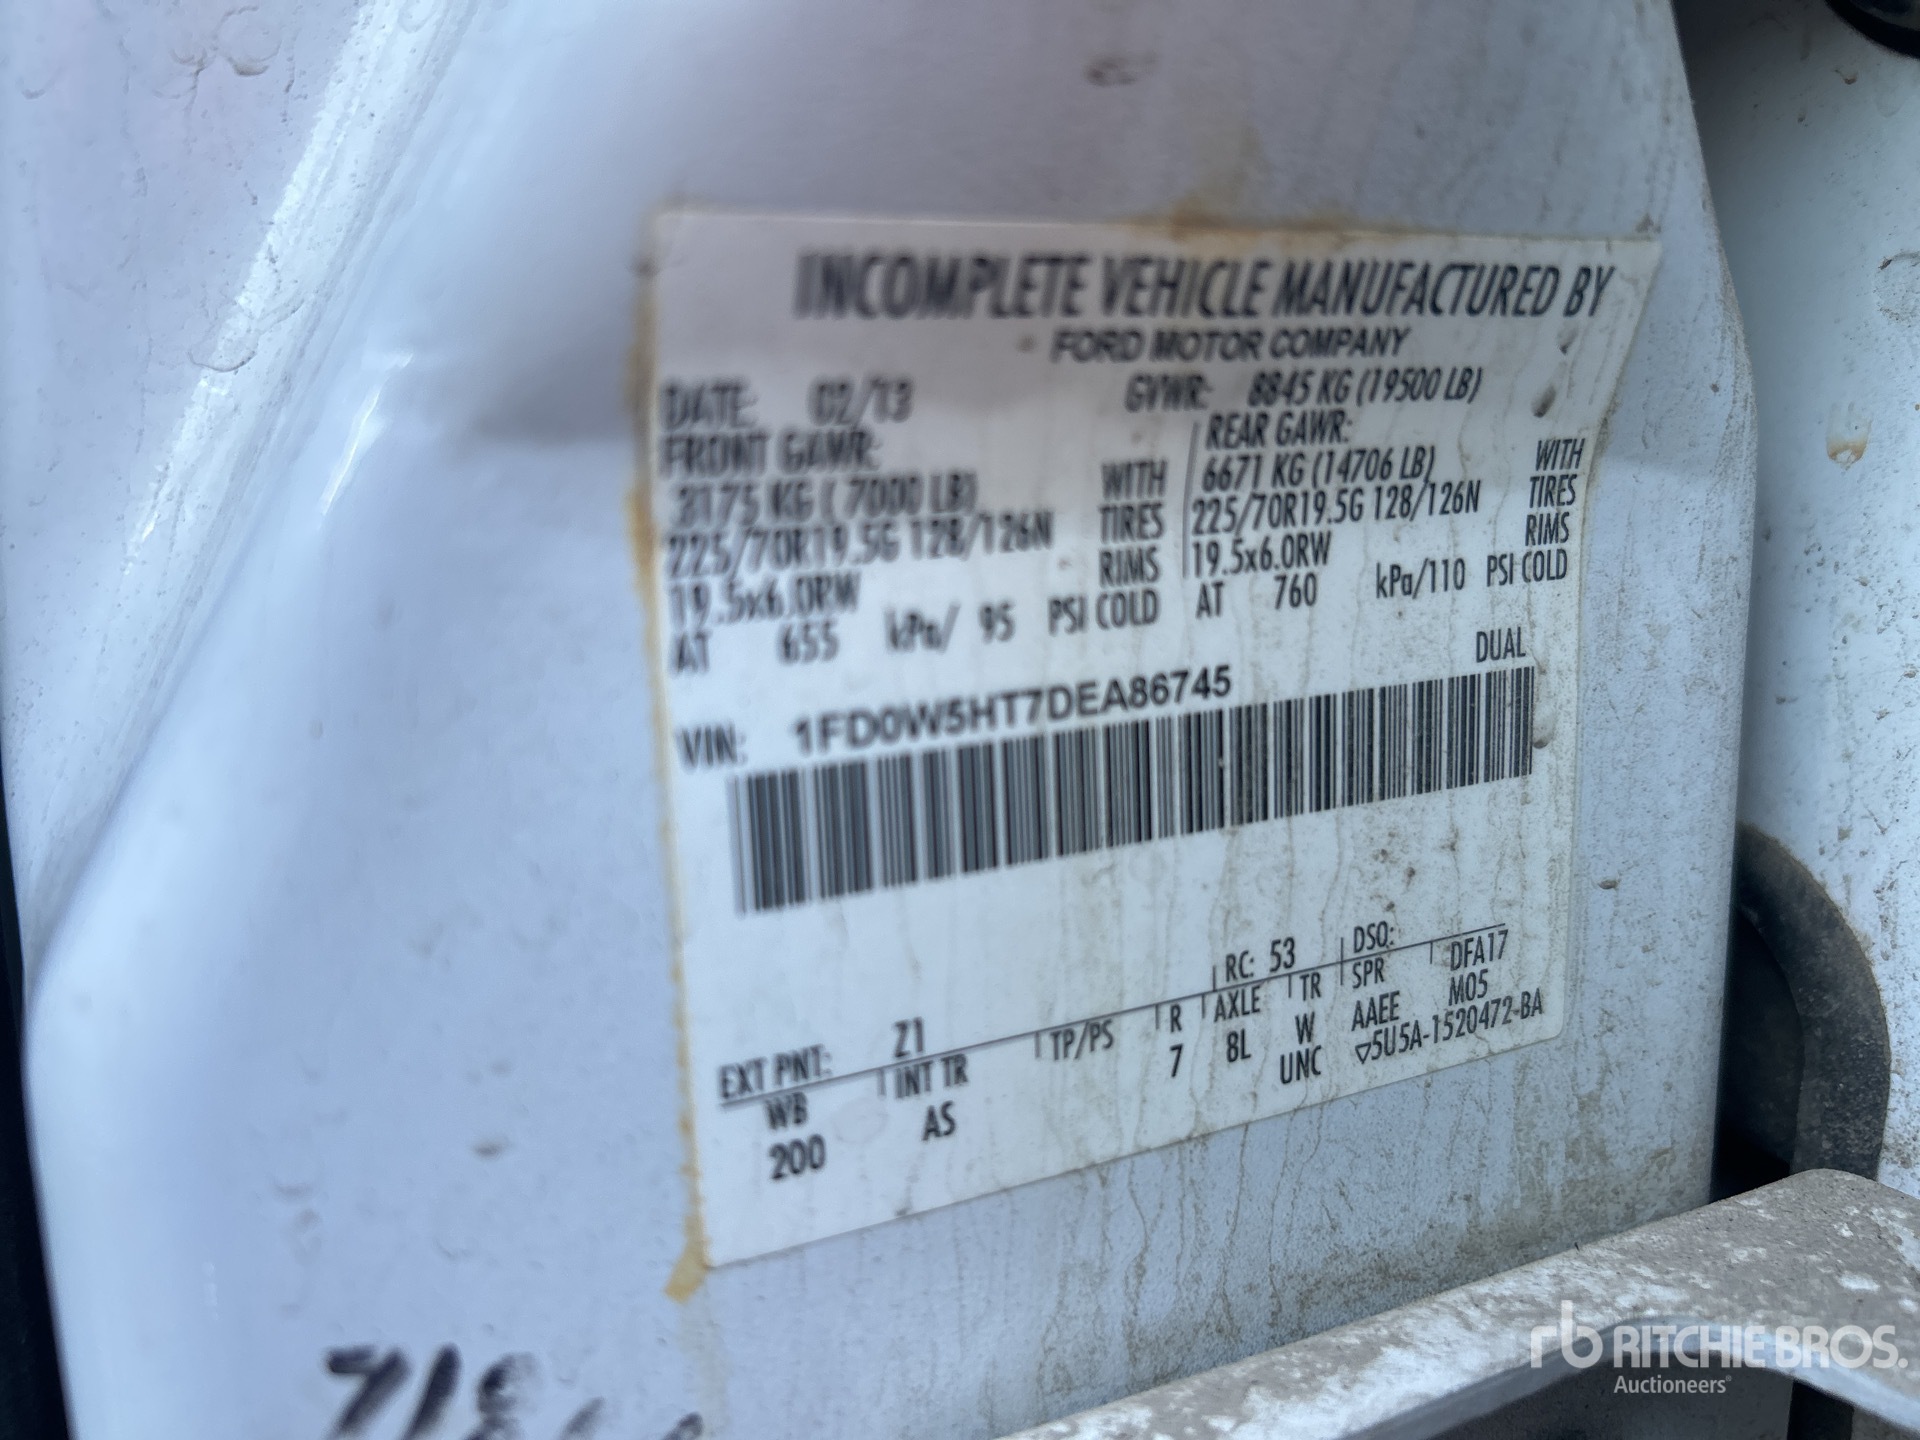 INCOMPLETE VEHICLE MANUFACTURED BY
FORD MOTOR COMPANY
DATE: 02/13 GVWR: 8845 KG (19500 LB)
FRONT GAWR: REAR GAWR:
3175 KG ( 7000 LB) WITH 6671 KG (14706 LB) WITH
225/70R19.5G 128/126N TIRES 225/70R19.5G 128/126N TIRES
19.5x6.0RW RIMS 19.5x6.0RW RIMS
AT 655 kPa/ 95 PSI COLD AT 760 kPa/110 PSI COLD
DUAL
VIN: 1FD0W5HT7DEA86745
EXT PNT: Z1 RC: 53 DSO:
WB INT TR TP/PS R AXLE TR SPR DFA17
200 AS 7 8L W AAEE M05
UNC ▽5U5A-1520472-BA
rb RITCHIE BROS.
Auctioneers